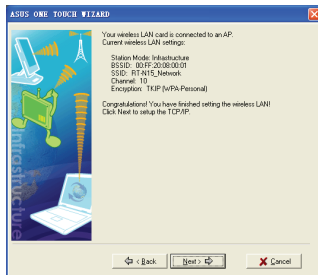 ASUS ONE TOUCH WIZARD
Your wireless LAN card is connected to an AP.
Current wireless LAN settings:
Station Mode: Infrastructure
BSSID: 00:FF:20:08:00:01
SSID: RT-N15_Network
Channel: 10
Encryption: TKIP (WPA-Personal)
Congratulations! You have finished setting the wireless LAN!
Click Next to setup the TCP/IP.
Infrastructure
< Back
Next >
Cancel